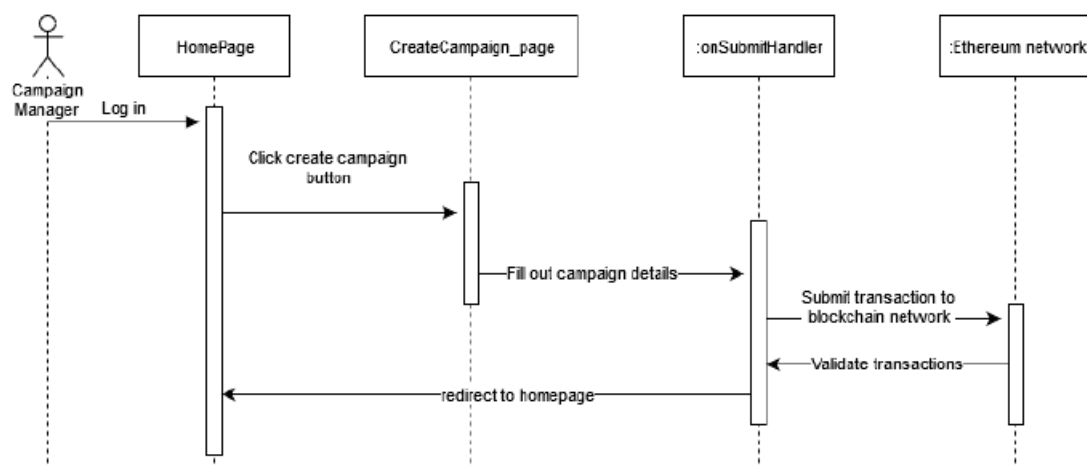 HomePage
CreateCampaign_page
:onSubmitHandler
:Ethereum network
Campaign
Manager
Log in
Click create campaign
button
Fill out campaign details
Submit transaction to
blockchain network
Validate transactions
redirect to homepage